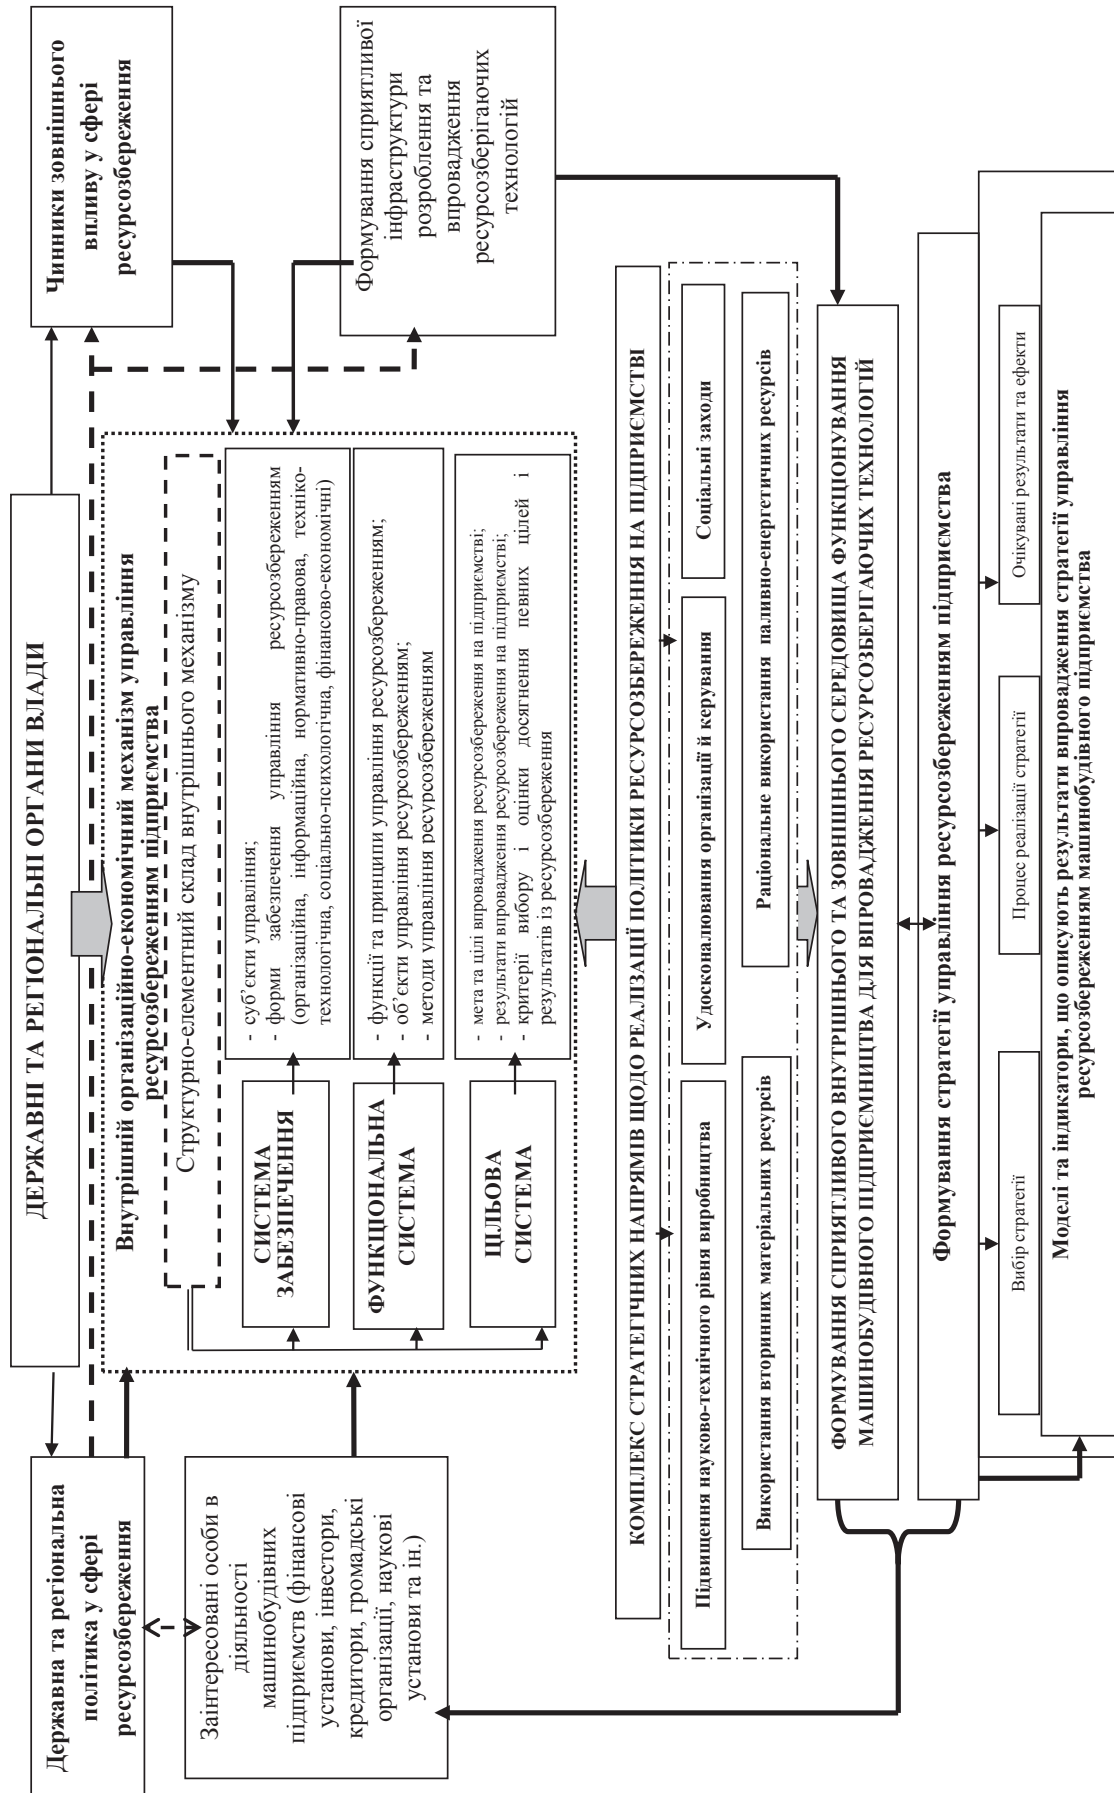 ДЕРЖАВНІ ТА РЕГІОНАЛЬНІ ОРГАНИ ВЛАДИ
Державна та регіональна
політика у сфері
ресурсозбереження
Чинники зовнішнього
впливу у сфері
ресурсозбереження
Внутрішній організаційно-економічний механізм управління
ресурсозбереженням підприємства
Структурно-елементний склад внутрішнього механізму
Заінтересовані особи в
діяльності
машинобудівних
підприємств (фінансові
установи, інвестори,
кредитори, громадські
організації, наукові
установи та ін.)
СИСТЕМА
ЗАБЕЗПЕЧЕННЯ
- суб’єкти управління;
- форми забезпечення управління ресурсозбереженням
(організаційна, інформаційна, нормативно-правова, техніко-
технологічна, соціально-психологічна, фінансово-економічні)
ФУНКЦІОНАЛЬНА
СИСТЕМА
- функції та принципи управління ресурсозбереженням;
- об’єкти управління ресурсозбереженням;
- методи управління ресурсозбереженням
ЦІЛЬОВА
СИСТЕМА
- мета та цілі впровадження ресурсозбереження на підприємстві;
- результати впровадження ресурсозбереження на підприємстві;
- критерії вибору і оцінки досягнення певних цілей і
результатів із ресурсозбереження
Формування сприятливої
інфраструктури
розроблення та
впровадження
ресурсозберігаючих
технологій
КОМПЛЕКС СТРАТЕГІЧНИХ НАПРЯМІВ ЩОДО РЕАЛІЗАЦІЇ ПОЛІТИКИ РЕСУРСОЗБЕРЕЖЕННЯ НА ПІДПРИЄМСТВІ
Підвищення науково-технічного рівня виробництва
Удосконалювання організації й керування
Соціальні заходи
Використання вторинних матеріальних ресурсів
Раціональне використання паливно-енергетичних ресурсів
ФОРМУВАННЯ СПРИЯТЛИВОГО ВНУТРІШНЬОГО ТА ЗОВНІШНЬОГО СЕРЕДОВИЩА ФУНКЦІОНУВАННЯ
МАШИНОБУДІВНОГО ПІДПРИЄМНИЦТВА ДЛЯ ВПРОВАДЖЕННЯ РЕСУРСОЗБЕРІГАЮЧИХ ТЕХНОЛОГІЙ
Формування стратегії управління ресурсозбереженням підприємства
Вибір стратегії
Процес реалізації стратегії
Очікувані результати та ефекти
Моделі та індикатори, що описують результати впровадження стратегії управління
ресурсозбереженням машинобудівного підприємства